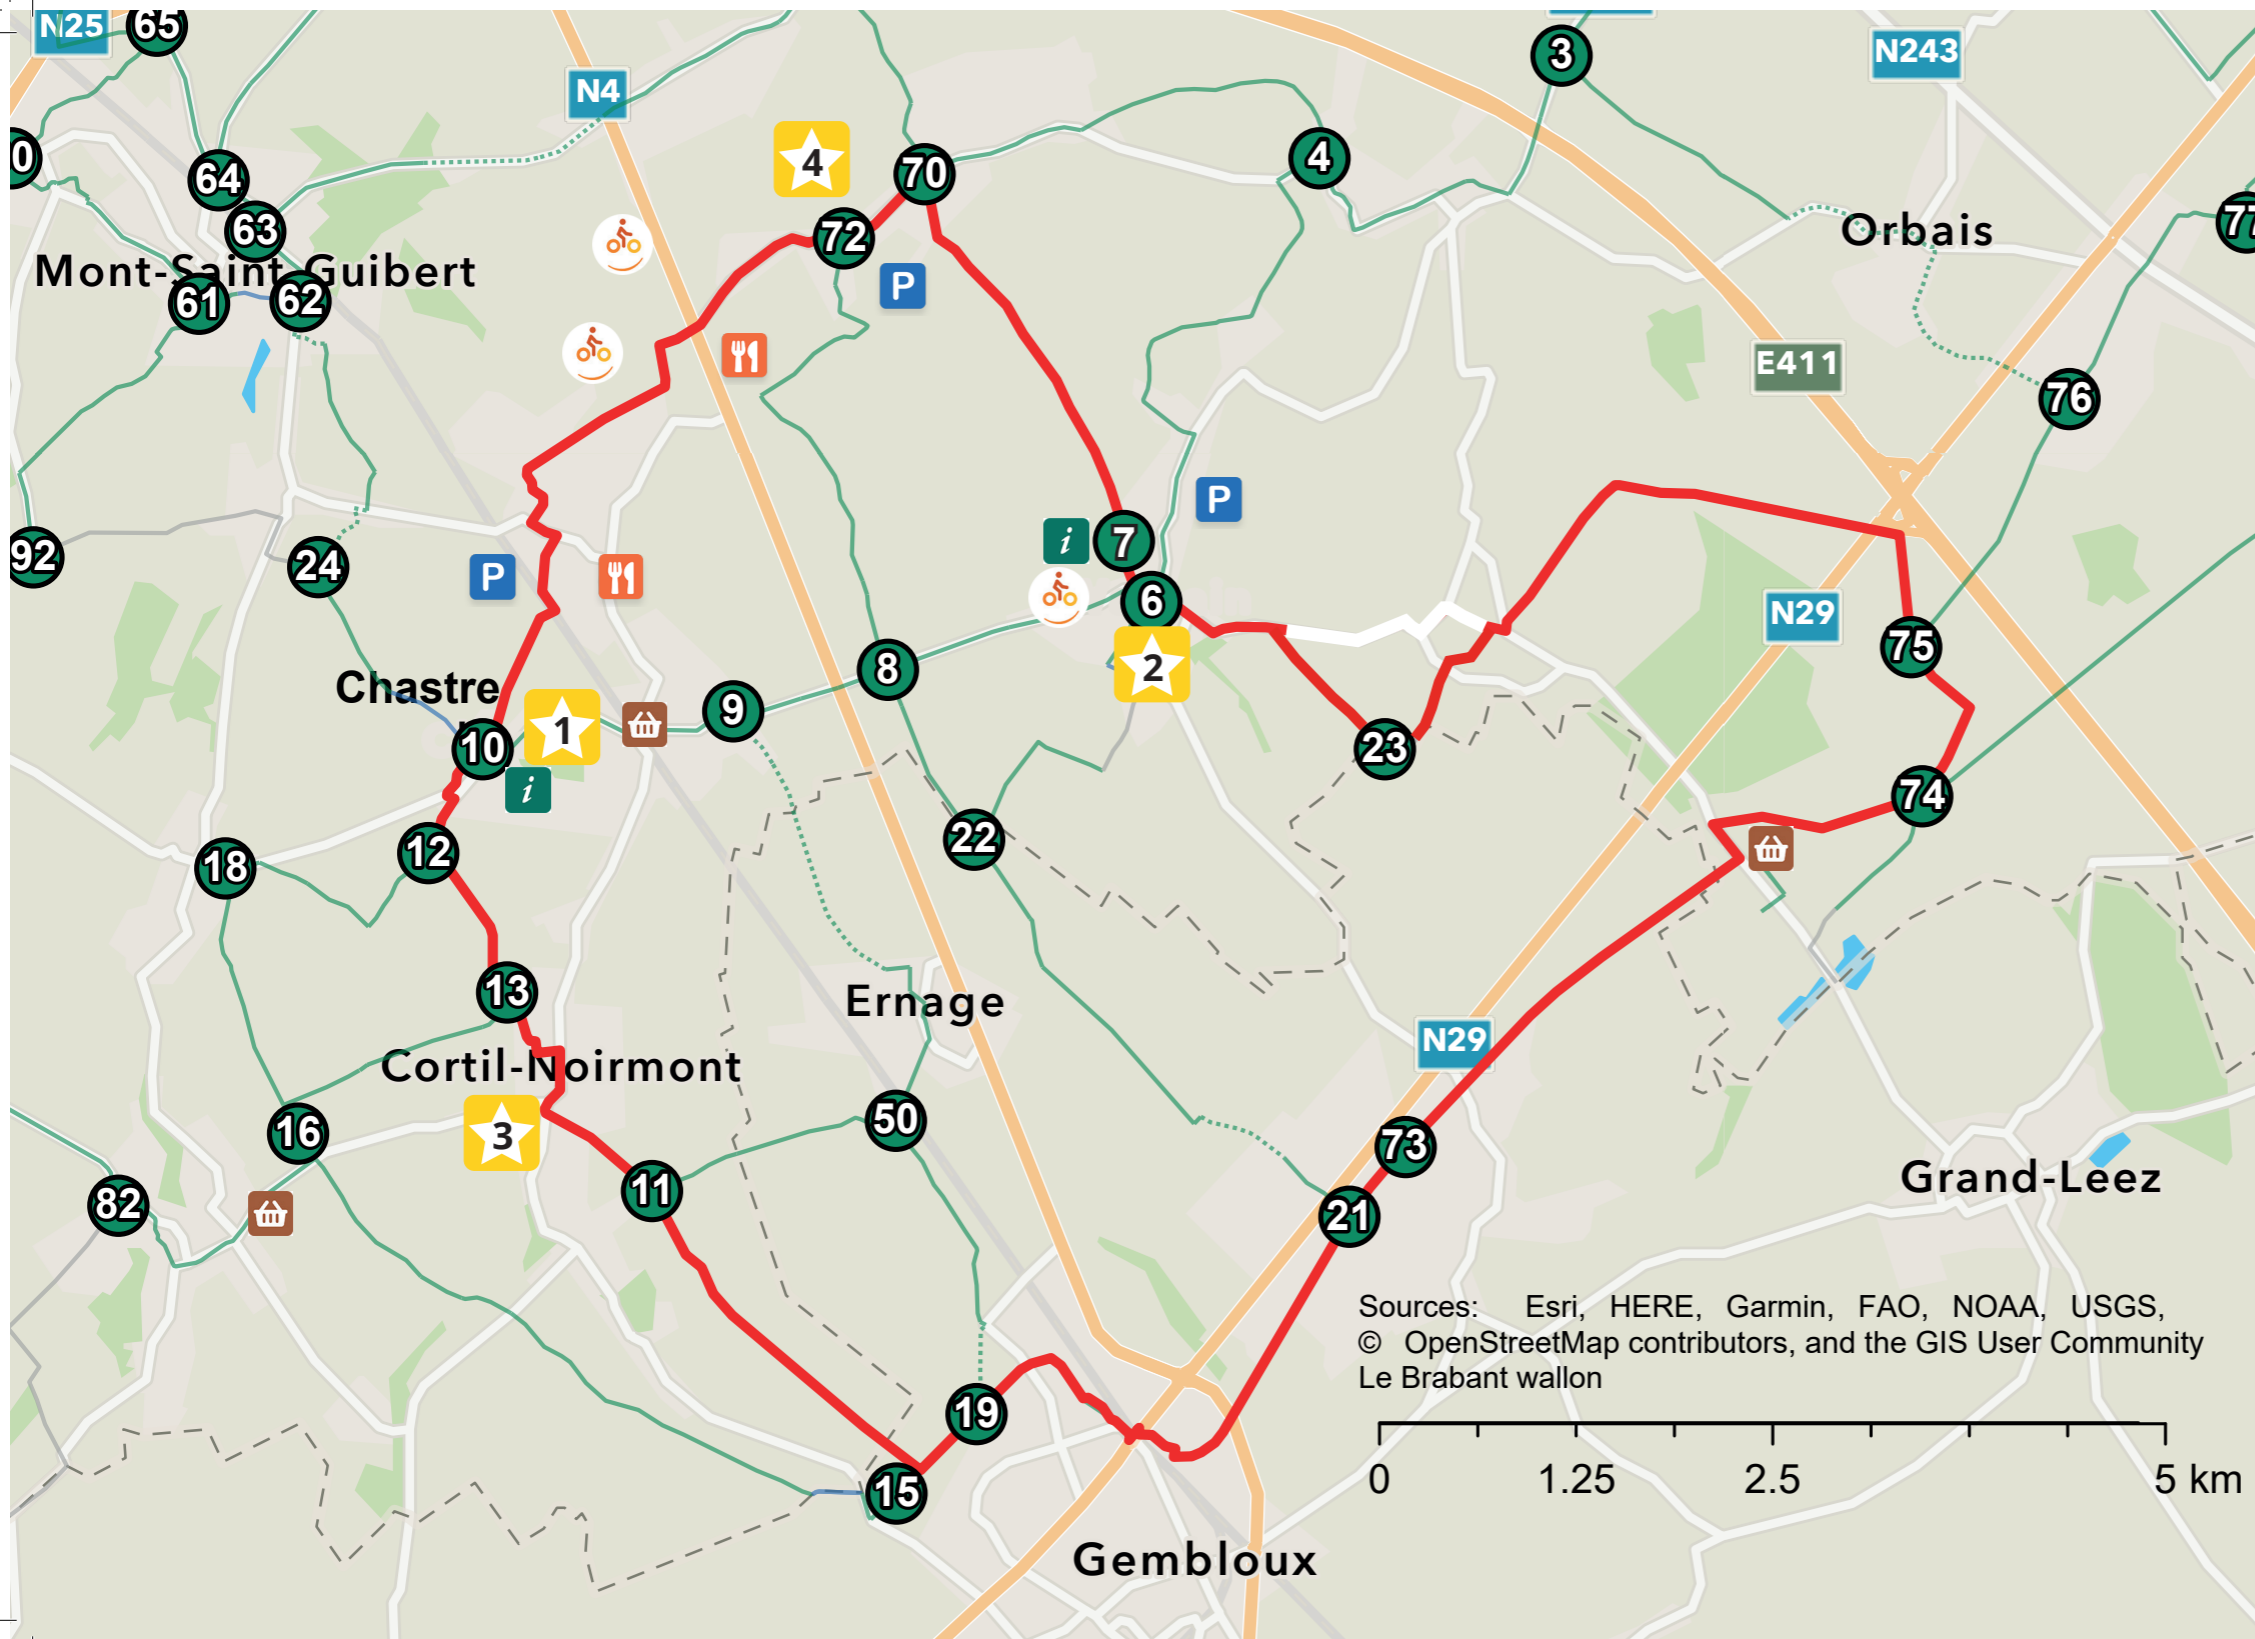 N25
65
N4
3
N243
0
64
4
70
4
63
72
Orbais
77
Mont-Saint-Guibert
61
62
P
E411
76
P
92
24
P
i
7
6
N29
75
Chastre
10
1
9
8
2
23
i
74
12
22
18
13
Ernage
N29
Cortil-Noirmont
16
3
50
73
11
21
82
Grand-Leez
Sources: Esri, HERE, Garmin, FAO, NOAA, USGS,
© OpenStreetMap contributors, and the GIS User Community
Le Brabant wallon
19
15
0 1.25 2.5 5 km
Gembloux